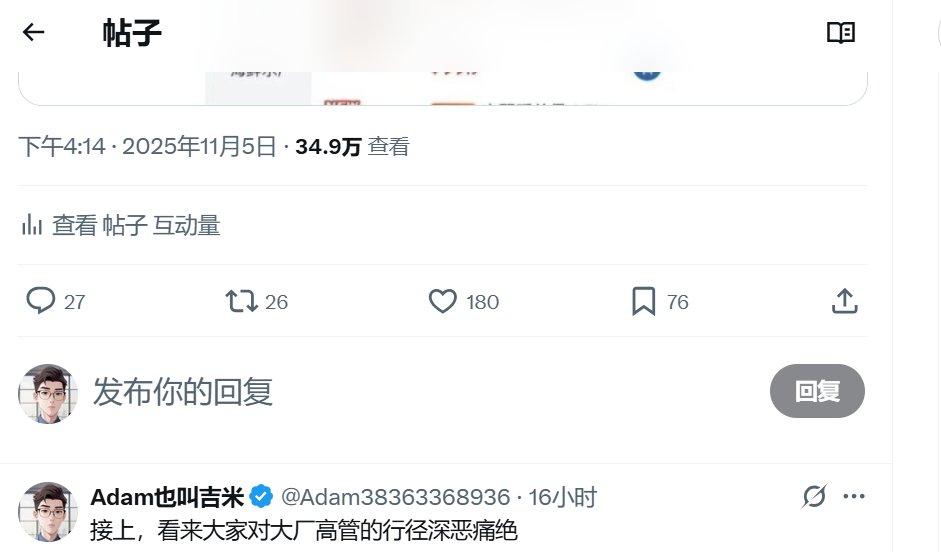 帖子
下午4:14 · 2025年11月5日 · 34.9万 查看
查看 帖子 互动量
27 26 180 76
发布你的回复 回复
Adam也叫吉米 @Adam38363368936 · 16小时
接上，看来大家对大厂高管的行径深恶痛绝